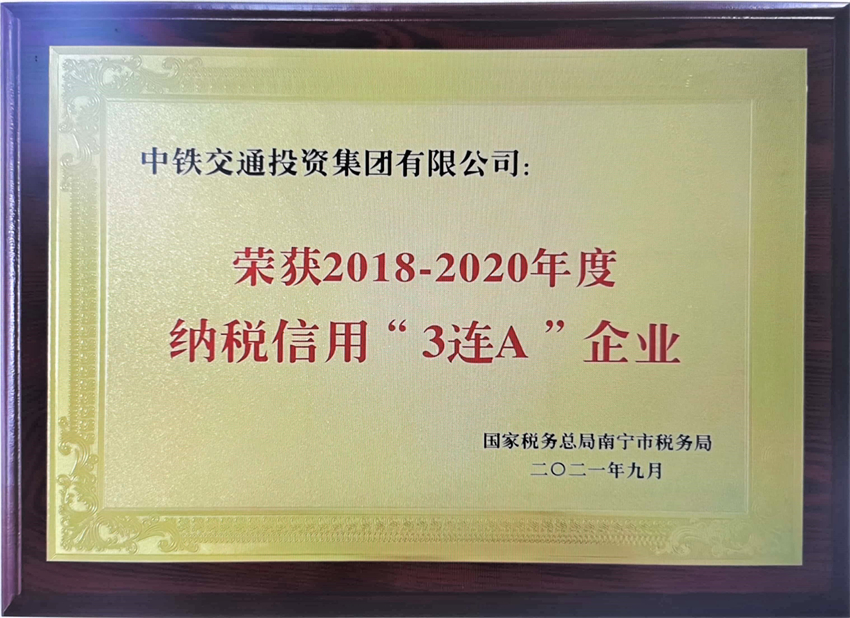 中铁交通投资集团有限公司：
荣获2018-2020年度
纳税信用“3连A”企业
国家税务总局南宁市税务局
二〇二一年九月